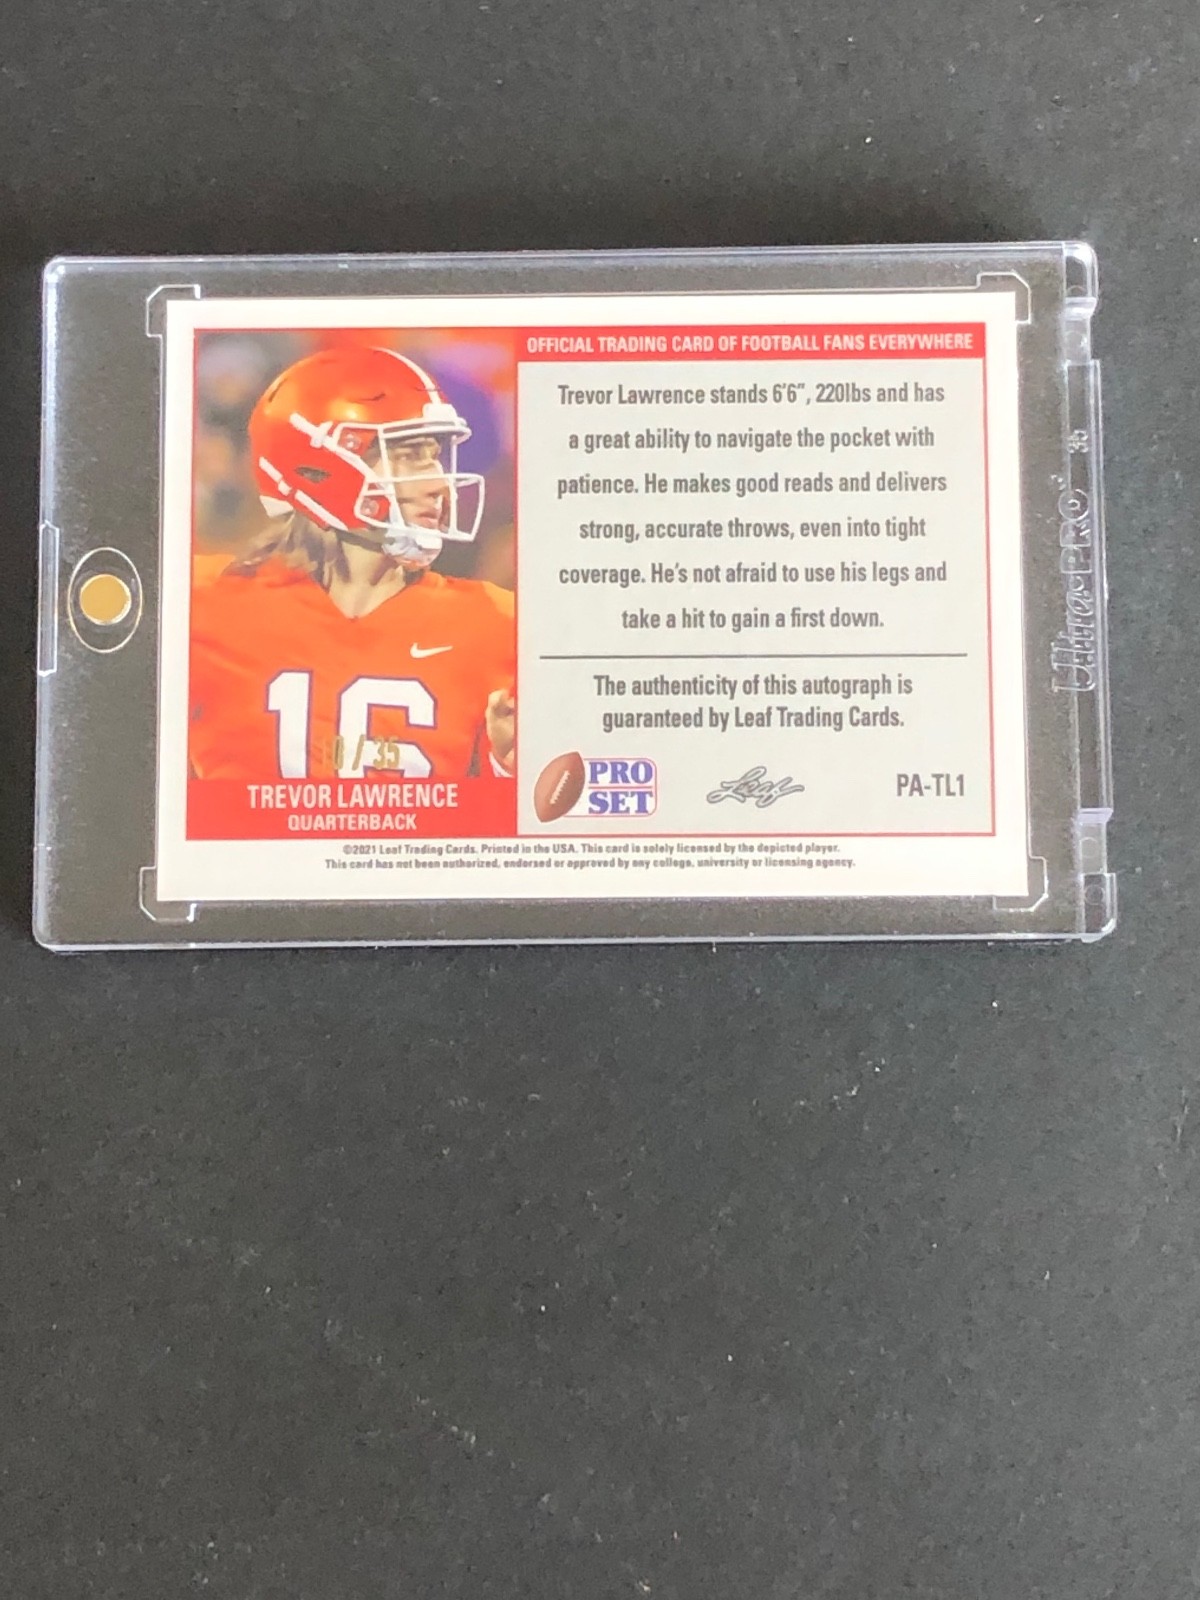 OFFICIAL TRADING CARD OF FOOTBALL FANS EVERYWHERE
Trevor Lawrence stands 6'6", 220lbs and has
a great ability to navigate the pocket with
patience. He makes good reads and delivers
strong, accurate throws, even into tight
coverage. He's not afraid to use his legs and
take a hit to gain a first down.
The authenticity of this autograph is
guaranteed by Leaf Trading Cards.
PRO
SET
Leaf
PA-TL1
16
/ 35
TREVOR LAWRENCE
QUARTERBACK
©2021 Leaf Trading Cards. Printed in the USA. This card is solely licensed by the depicted player.
This card has not been authorized, endorsed or approved by any college, university or licensing agency.
Ultra PRO
35